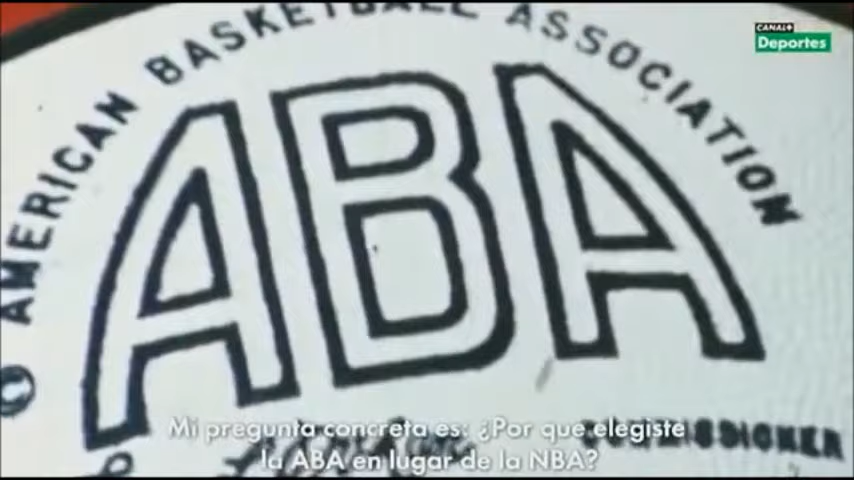 CANAL+
Deportes
© AMERICAN BASKETBALL ASSOCIATION
ABA
COMMISSIONER
Mi pregunta concreta es: ¿Por que elegiste
la ABA en lugar de la NBA?